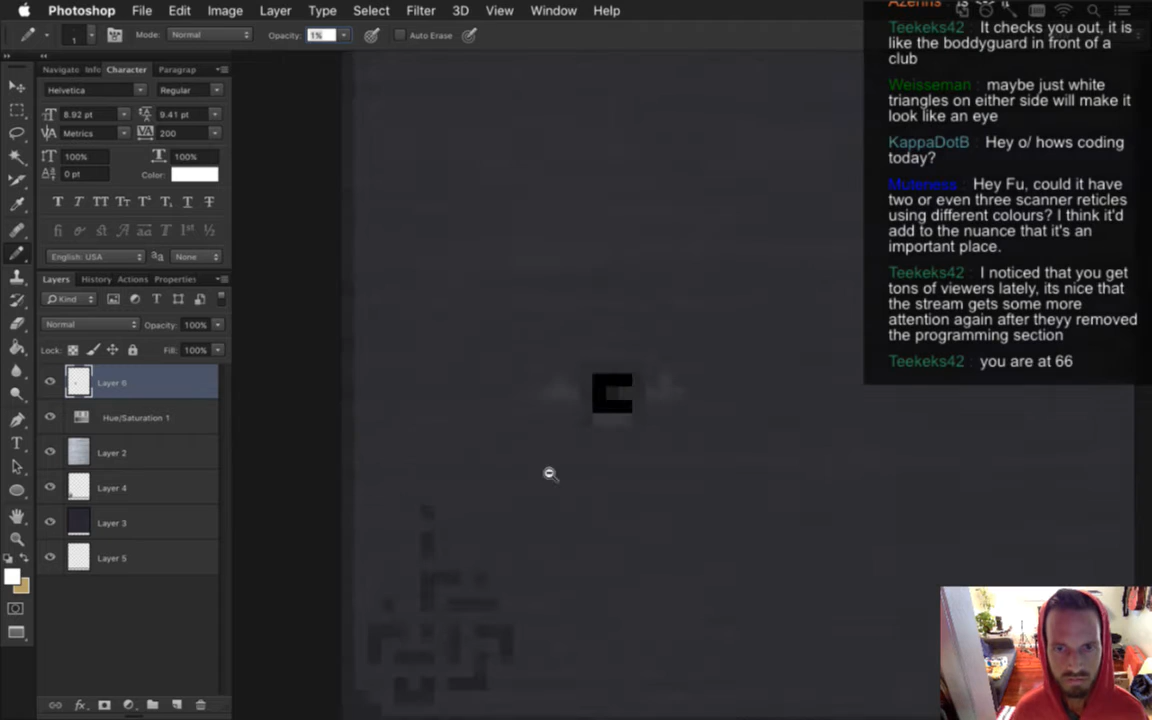 Photoshop File Edit Image Layer Type Select Filter 3D View Window Help
1 Mode: Normal Opacity: 1% Auto Erase
Navigato Info Character Paragrap
Helvetica Regular
8.92 pt 9.41 pt
Metrics 200
100% 100%
0 pt Color:
English: USA None
Layers History Actions Properties
Kind
Normal Opacity: 100%
Lock: Fill: 100%
Layer 6
Hue/Saturation 1
Layer 2
Layer 4
Layer 3
Layer 5
Teekeks42 : It checks you out, it is
like the boddyguard in front of a
club
Weisseman : maybe just white
triangles on either side will make it
look like an eye
KappaDotB : Hey o/ hows coding
today?
Muteness : Hey Fu, could it have
two or even three scanner reticles
using different colours? I think it'd
add to the nuance that it's an
important place.
Teekeks42 : I noticed that you get
tons of viewers lately, its nice that
the stream gets some more
attention again after theyy removed
the programming section
Teekeks42 : you are at 66